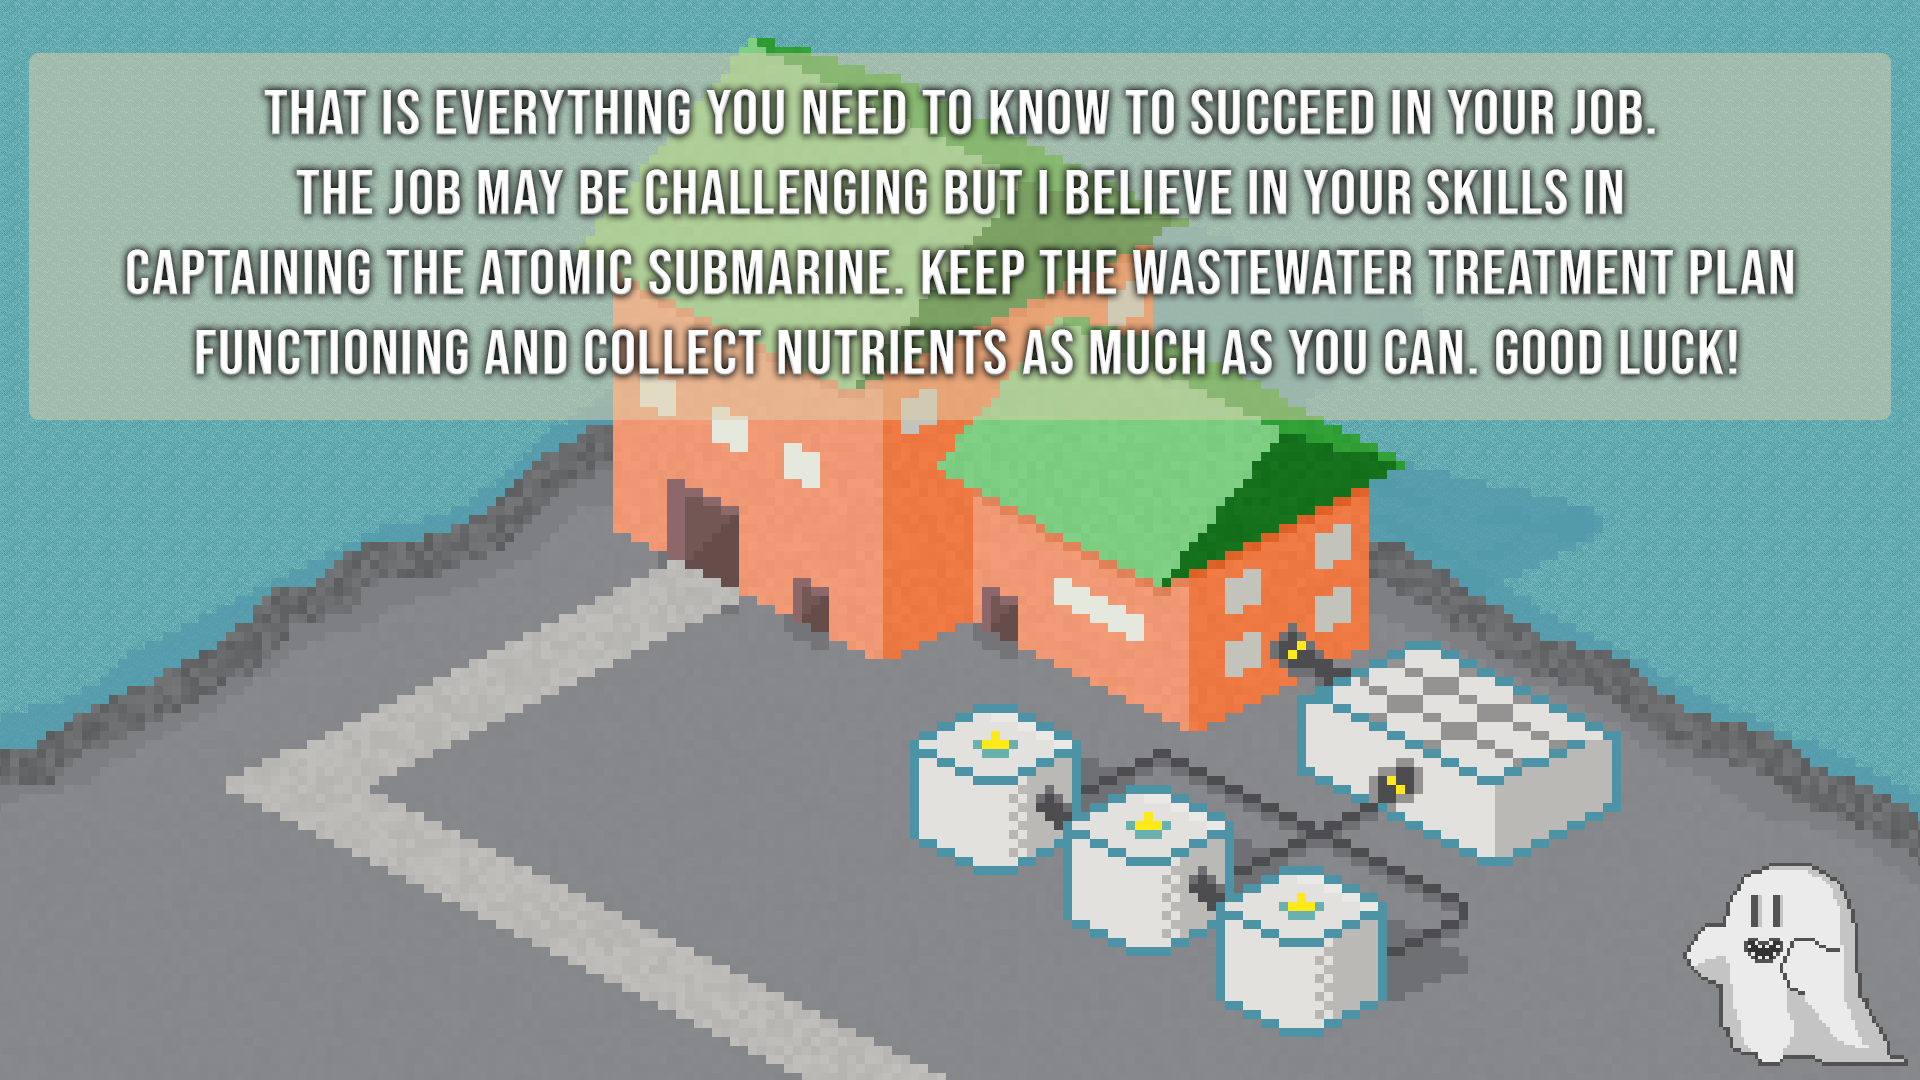 THAT IS EVERYTHING YOU NEED TO KNOW TO SUCCEED IN YOUR JOB.
THE JOB MAY BE CHALLENGING BUT I BELIEVE IN YOUR SKILLS IN
CAPTAINING THE ATOMIC SUBMARINE. KEEP THE WASTEWATER TREATMENT PLAN
FUNCTIONING AND COLLECT NUTRIENTS AS MUCH AS YOU CAN. GOOD LUCK!